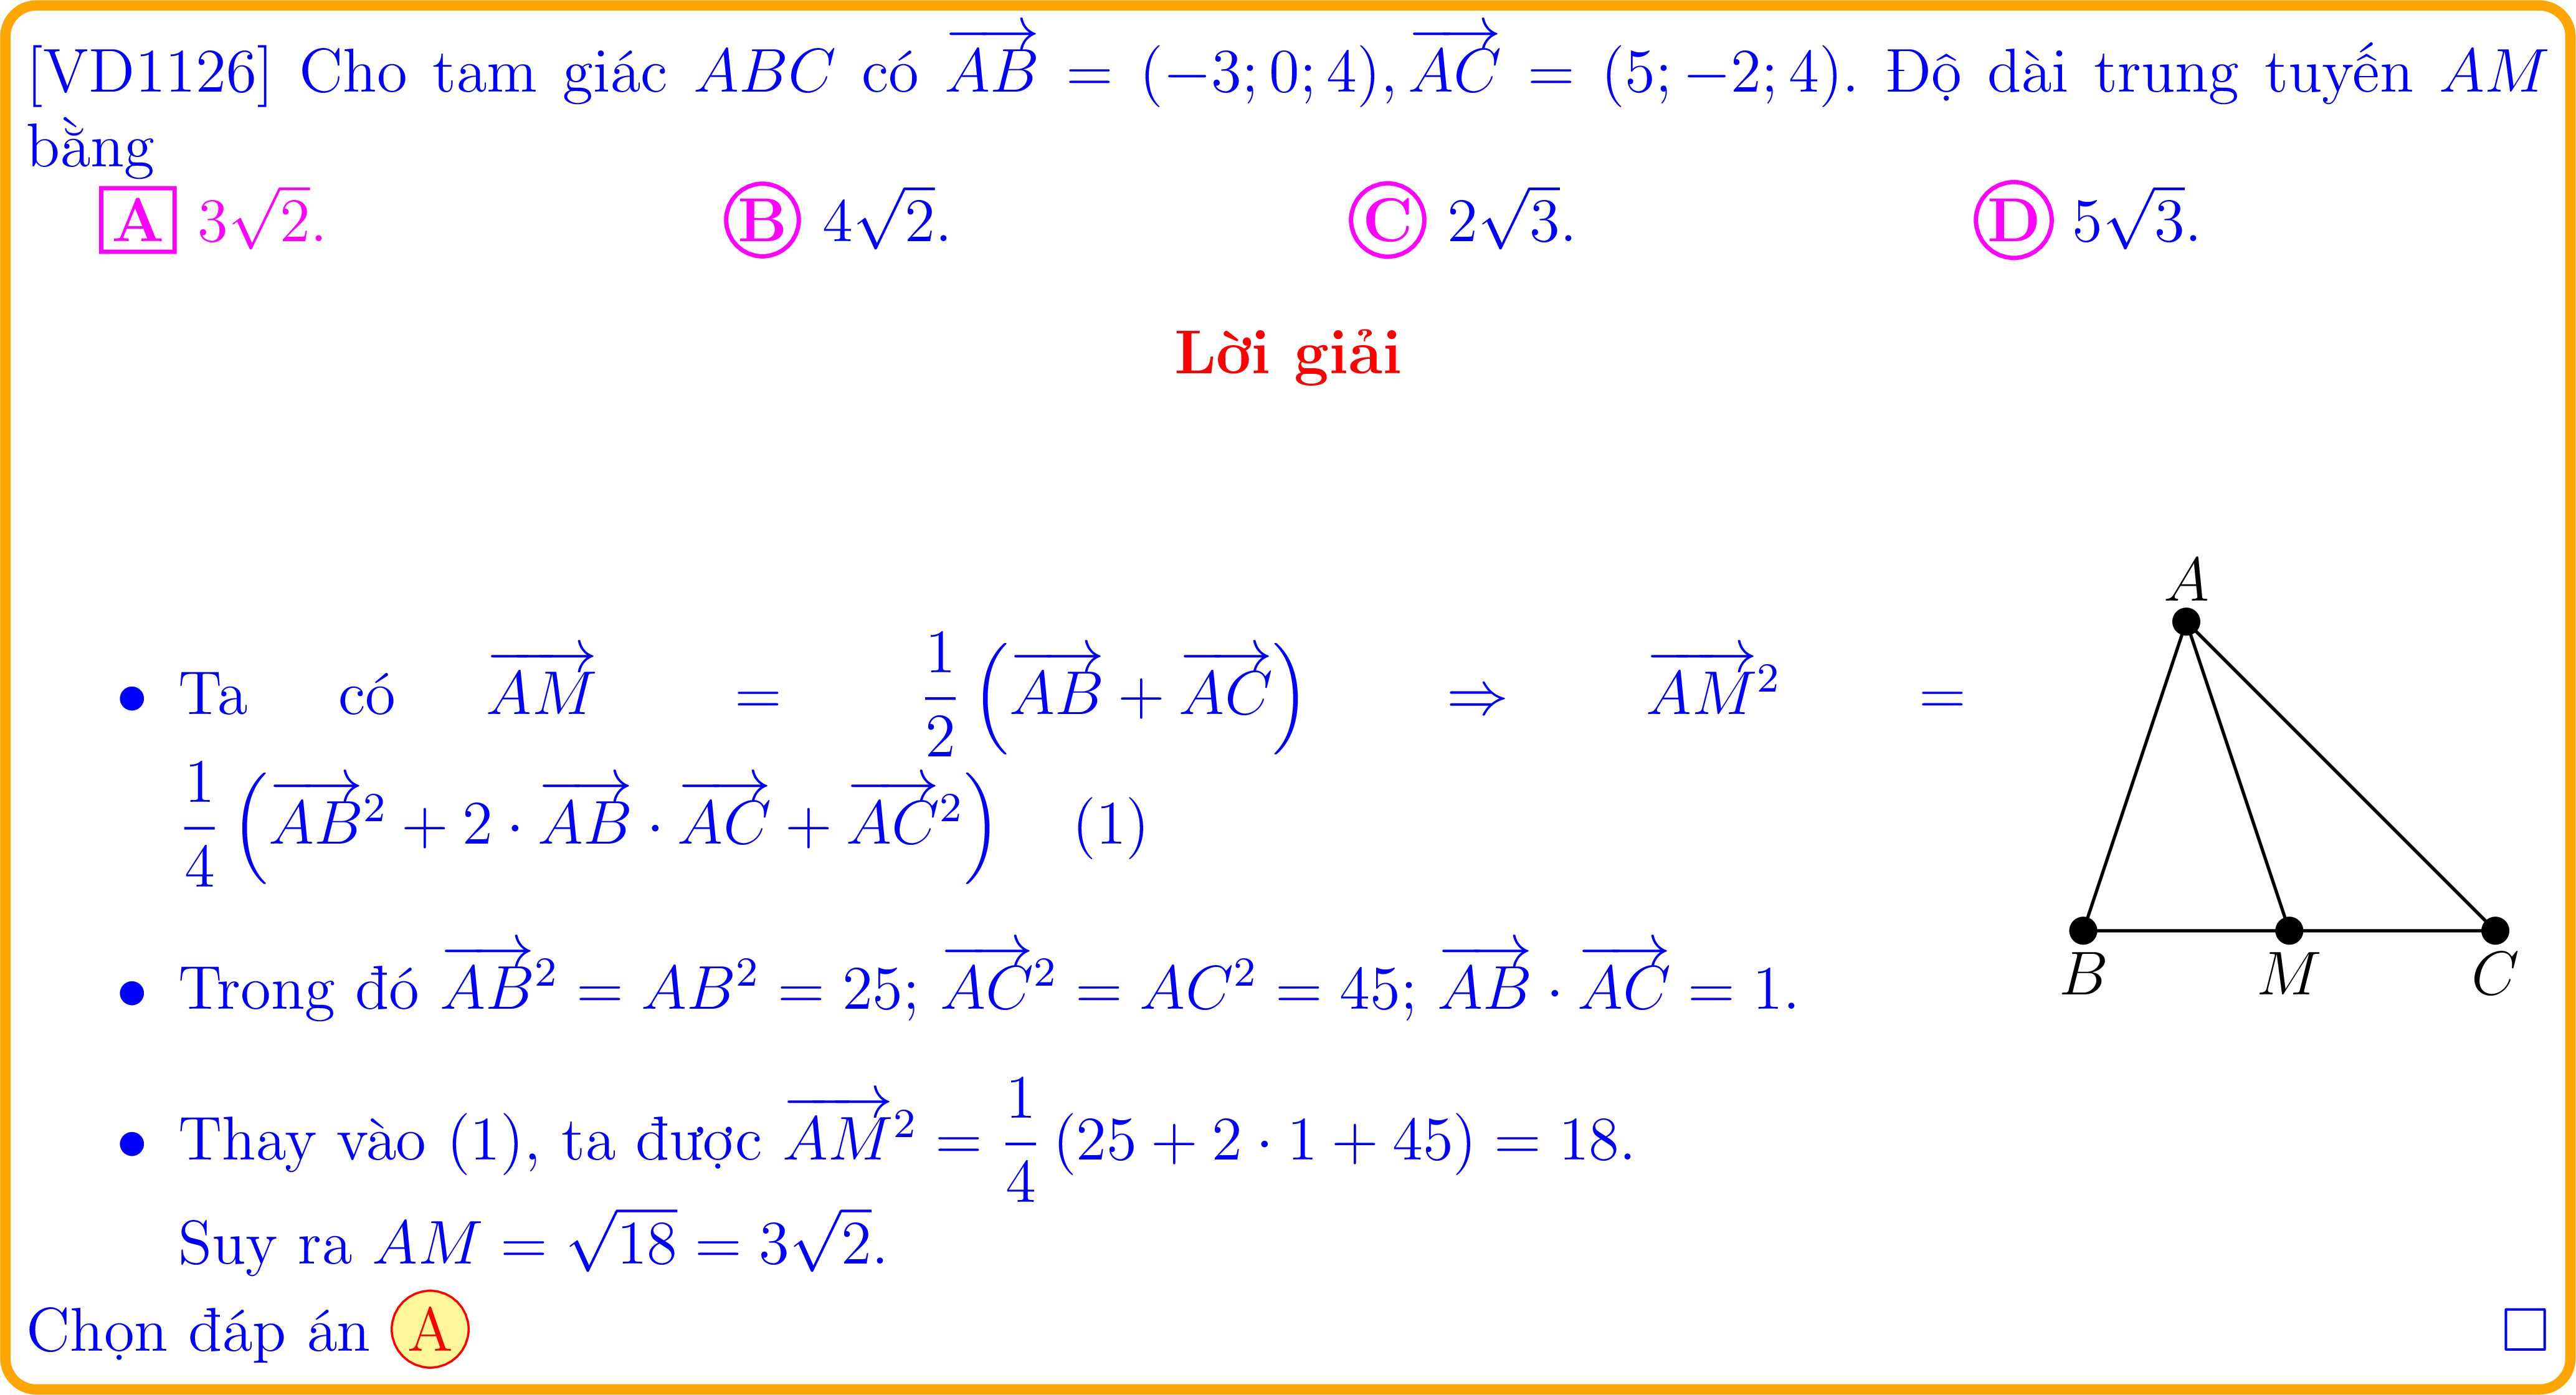 [VD1126] Cho tam giác $ABC$ có $\overrightarrow{AB} = (-3; 0; 4), \overrightarrow{AC} = (5; -2; 4)$. Độ dài trung tuyến $AM$
bằng
A $3\sqrt{2}$. B $4\sqrt{2}$. C $2\sqrt{3}$. D $5\sqrt{3}$.
Lời giải
• Ta có $\overrightarrow{AM} = \dfrac{1}{2}\left(\overrightarrow{AB} + \overrightarrow{AC}\right) \Rightarrow \overrightarrow{AM}^2 =$
$\dfrac{1}{4}\left(\overrightarrow{AB}^2 + 2 \cdot \overrightarrow{AB} \cdot \overrightarrow{AC} + \overrightarrow{AC}^2\right)$ (1)
• Trong đó $\overrightarrow{AB}^2 = AB^2 = 25$; $\overrightarrow{AC}^2 = AC^2 = 45$; $\overrightarrow{AB} \cdot \overrightarrow{AC} = 1$.
• Thay vào (1), ta được $\overrightarrow{AM}^2 = \dfrac{1}{4}(25 + 2 \cdot 1 + 45) = 18$.
Suy ra $AM = \sqrt{18} = 3\sqrt{2}$.
A
B M C
Chọn đáp án A □